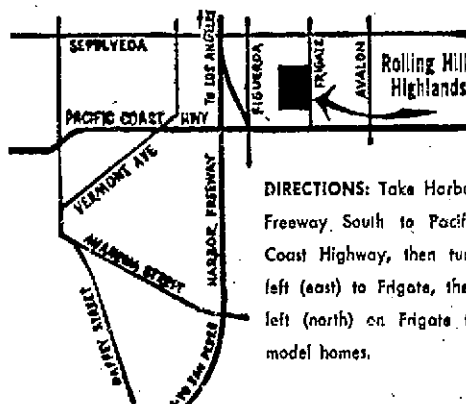 SEPULVEDA
TO LOS ANGELES
FIGUEROA
FRIGATE
AVALON
Rolling Hill
Highlands
PACIFIC COAST HWY
VERMONT AVE
HARBOR FREEWAY
STREET
STREET
TO SAN PEDRO
DIRECTIONS: Take Harbo
Freeway South to Pacif
Coast Highway, then tur
left (east) to Frigate, the
left (north) on Frigate t
model homes.